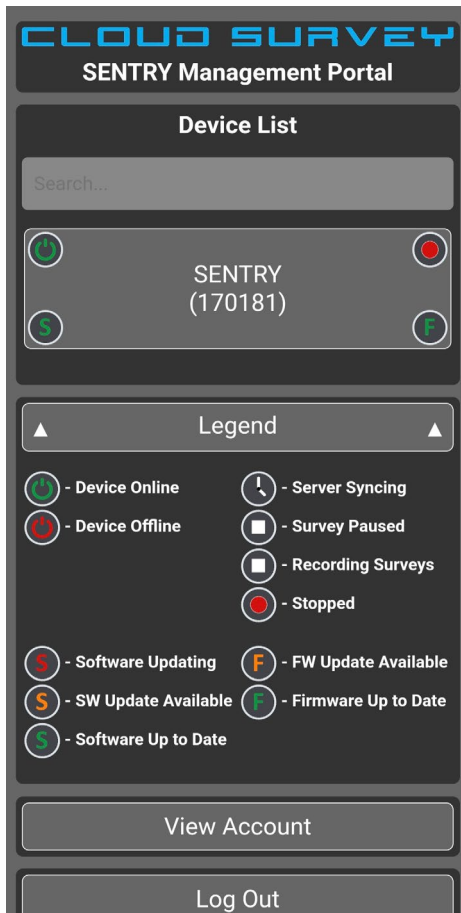 CLOUD SURVEY
SENTRY Management Portal
Device List
Search...
SENTRY
(170181)
S
F
▲ Legend ▲
- Device Online
- Device Offline
- Server Syncing
- Survey Paused
- Recording Surveys
- Stopped
S - Software Updating
S - SW Update Available
S - Software Up to Date
F - FW Update Available
F - Firmware Up to Date
View Account
Log Out